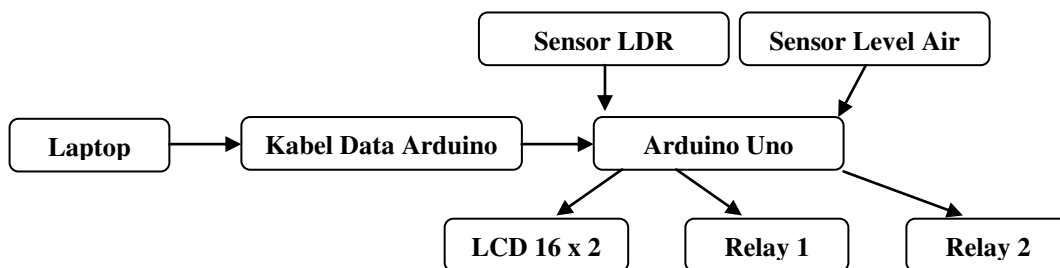 Sensor LDR
Sensor Level Air
Laptop
Kabel Data Arduino
Arduino Uno
LCD 16 x 2
Relay 1
Relay 2